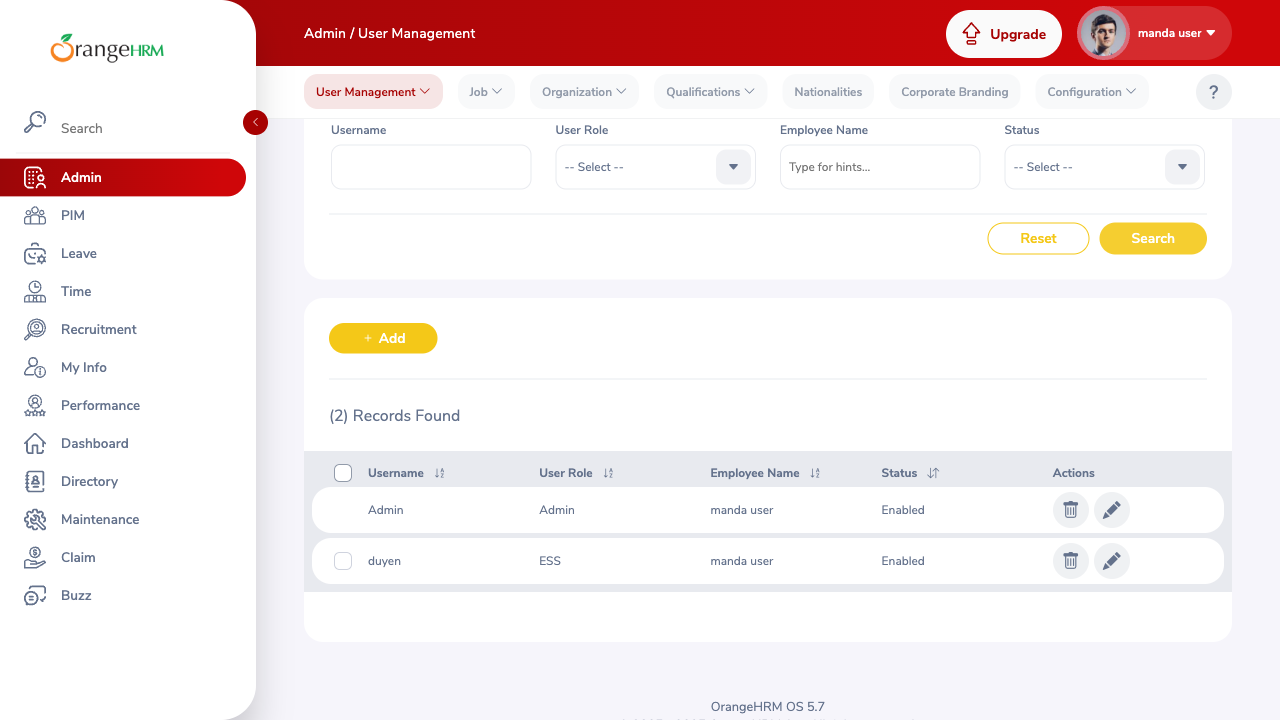 OrangeHRM
Admin / User Management
Upgrade
manda user
User Management
Job
Organization
Qualifications
Nationalities
Corporate Branding
Configuration
?
Search
Admin
PIM
Leave
Time
Recruitment
My Info
Performance
Dashboard
Directory
Maintenance
Claim
Buzz
Username
User Role
Employee Name
Status
-- Select --
Type for hints...
-- Select --
Reset
Search
+ Add
(2) Records Found
Username User Role Employee Name Status Actions
Admin Admin manda user Enabled
duyen ESS manda user Enabled
OrangeHRM OS 5.7